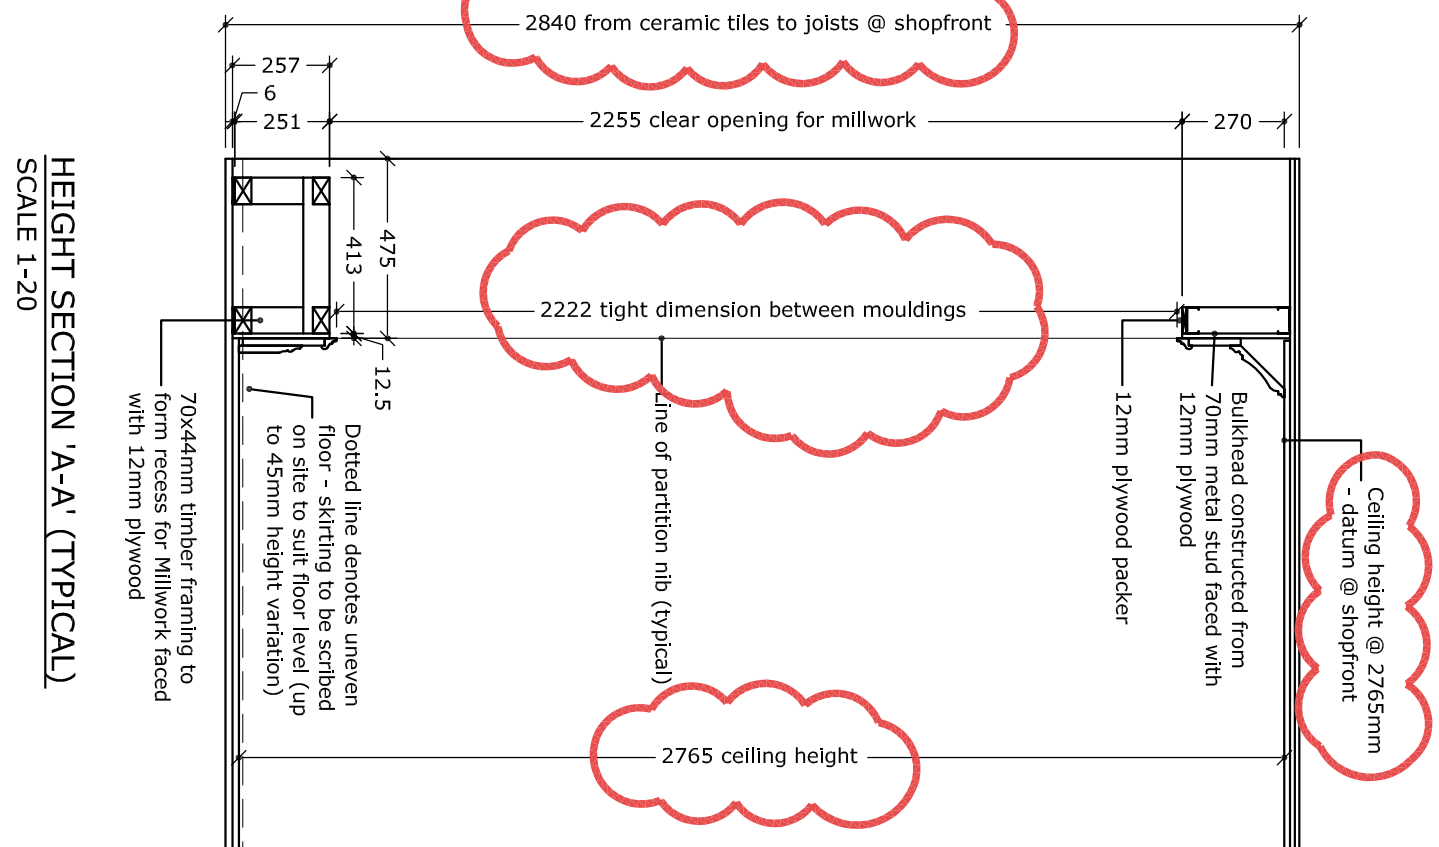 2840 from ceramic tiles to joists @ shopfront
257
6
251
2255 clear opening for millwork
270
475
413
12.5
2222 tight dimension between mouldings
Line of partition nib (typical)
12mm plywood packer
Bulkhead constructed from
70mm metal stud faced with
12mm plywood
Ceiling height @ 2765mm
- datum @ shopfront
Dotted line denotes uneven
floor - skirting to be scribed
on site to suit floor level (up
to 45mm height variation)
70x44mm timber framing to
form recess for Millwork faced
with 12mm plywood
2765 ceiling height
HEIGHT SECTION 'A-A' (TYPICAL)
SCALE 1-20